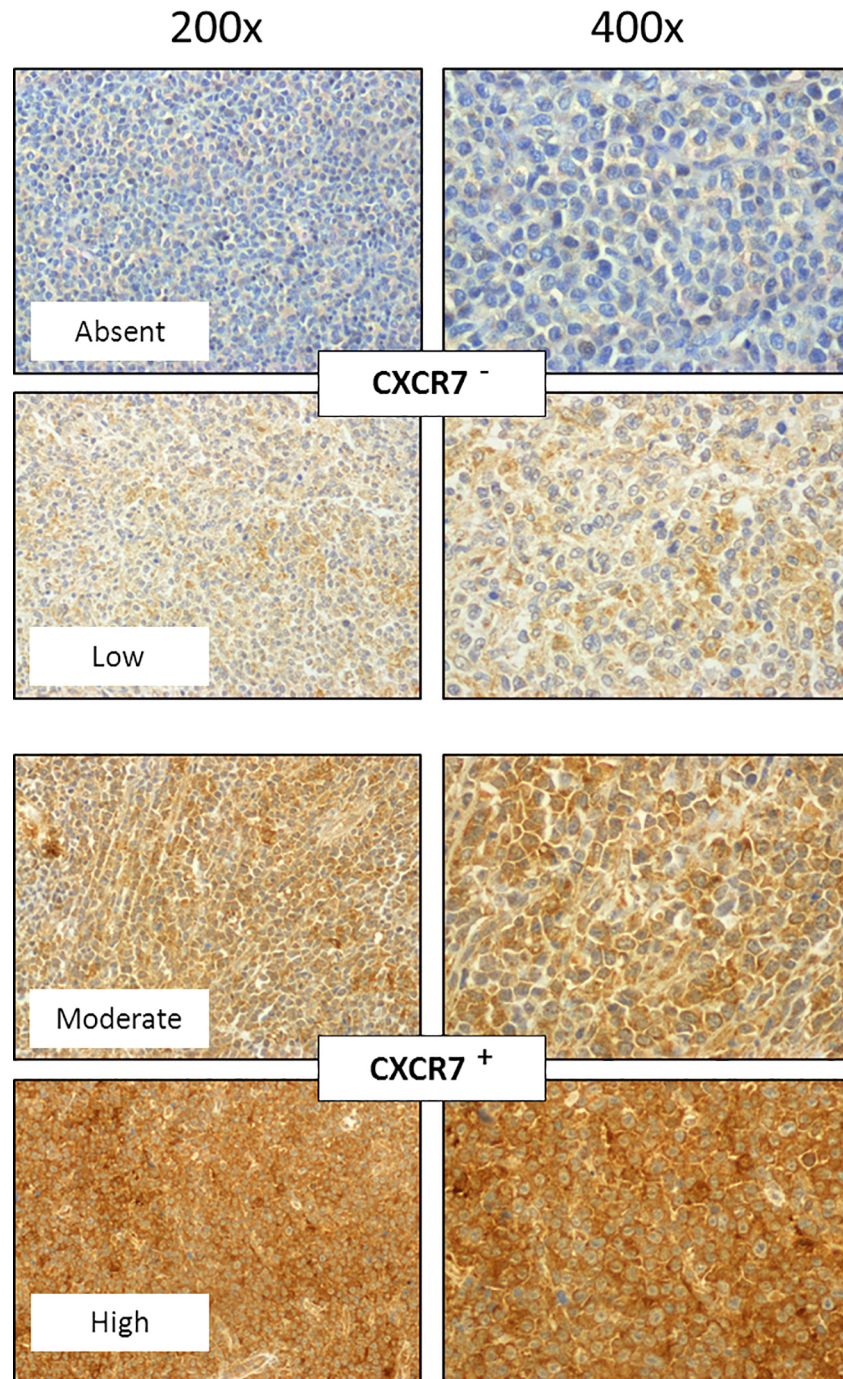 200x 400x
Absent
CXCR7 -
Low
Moderate
CXCR7 +
High